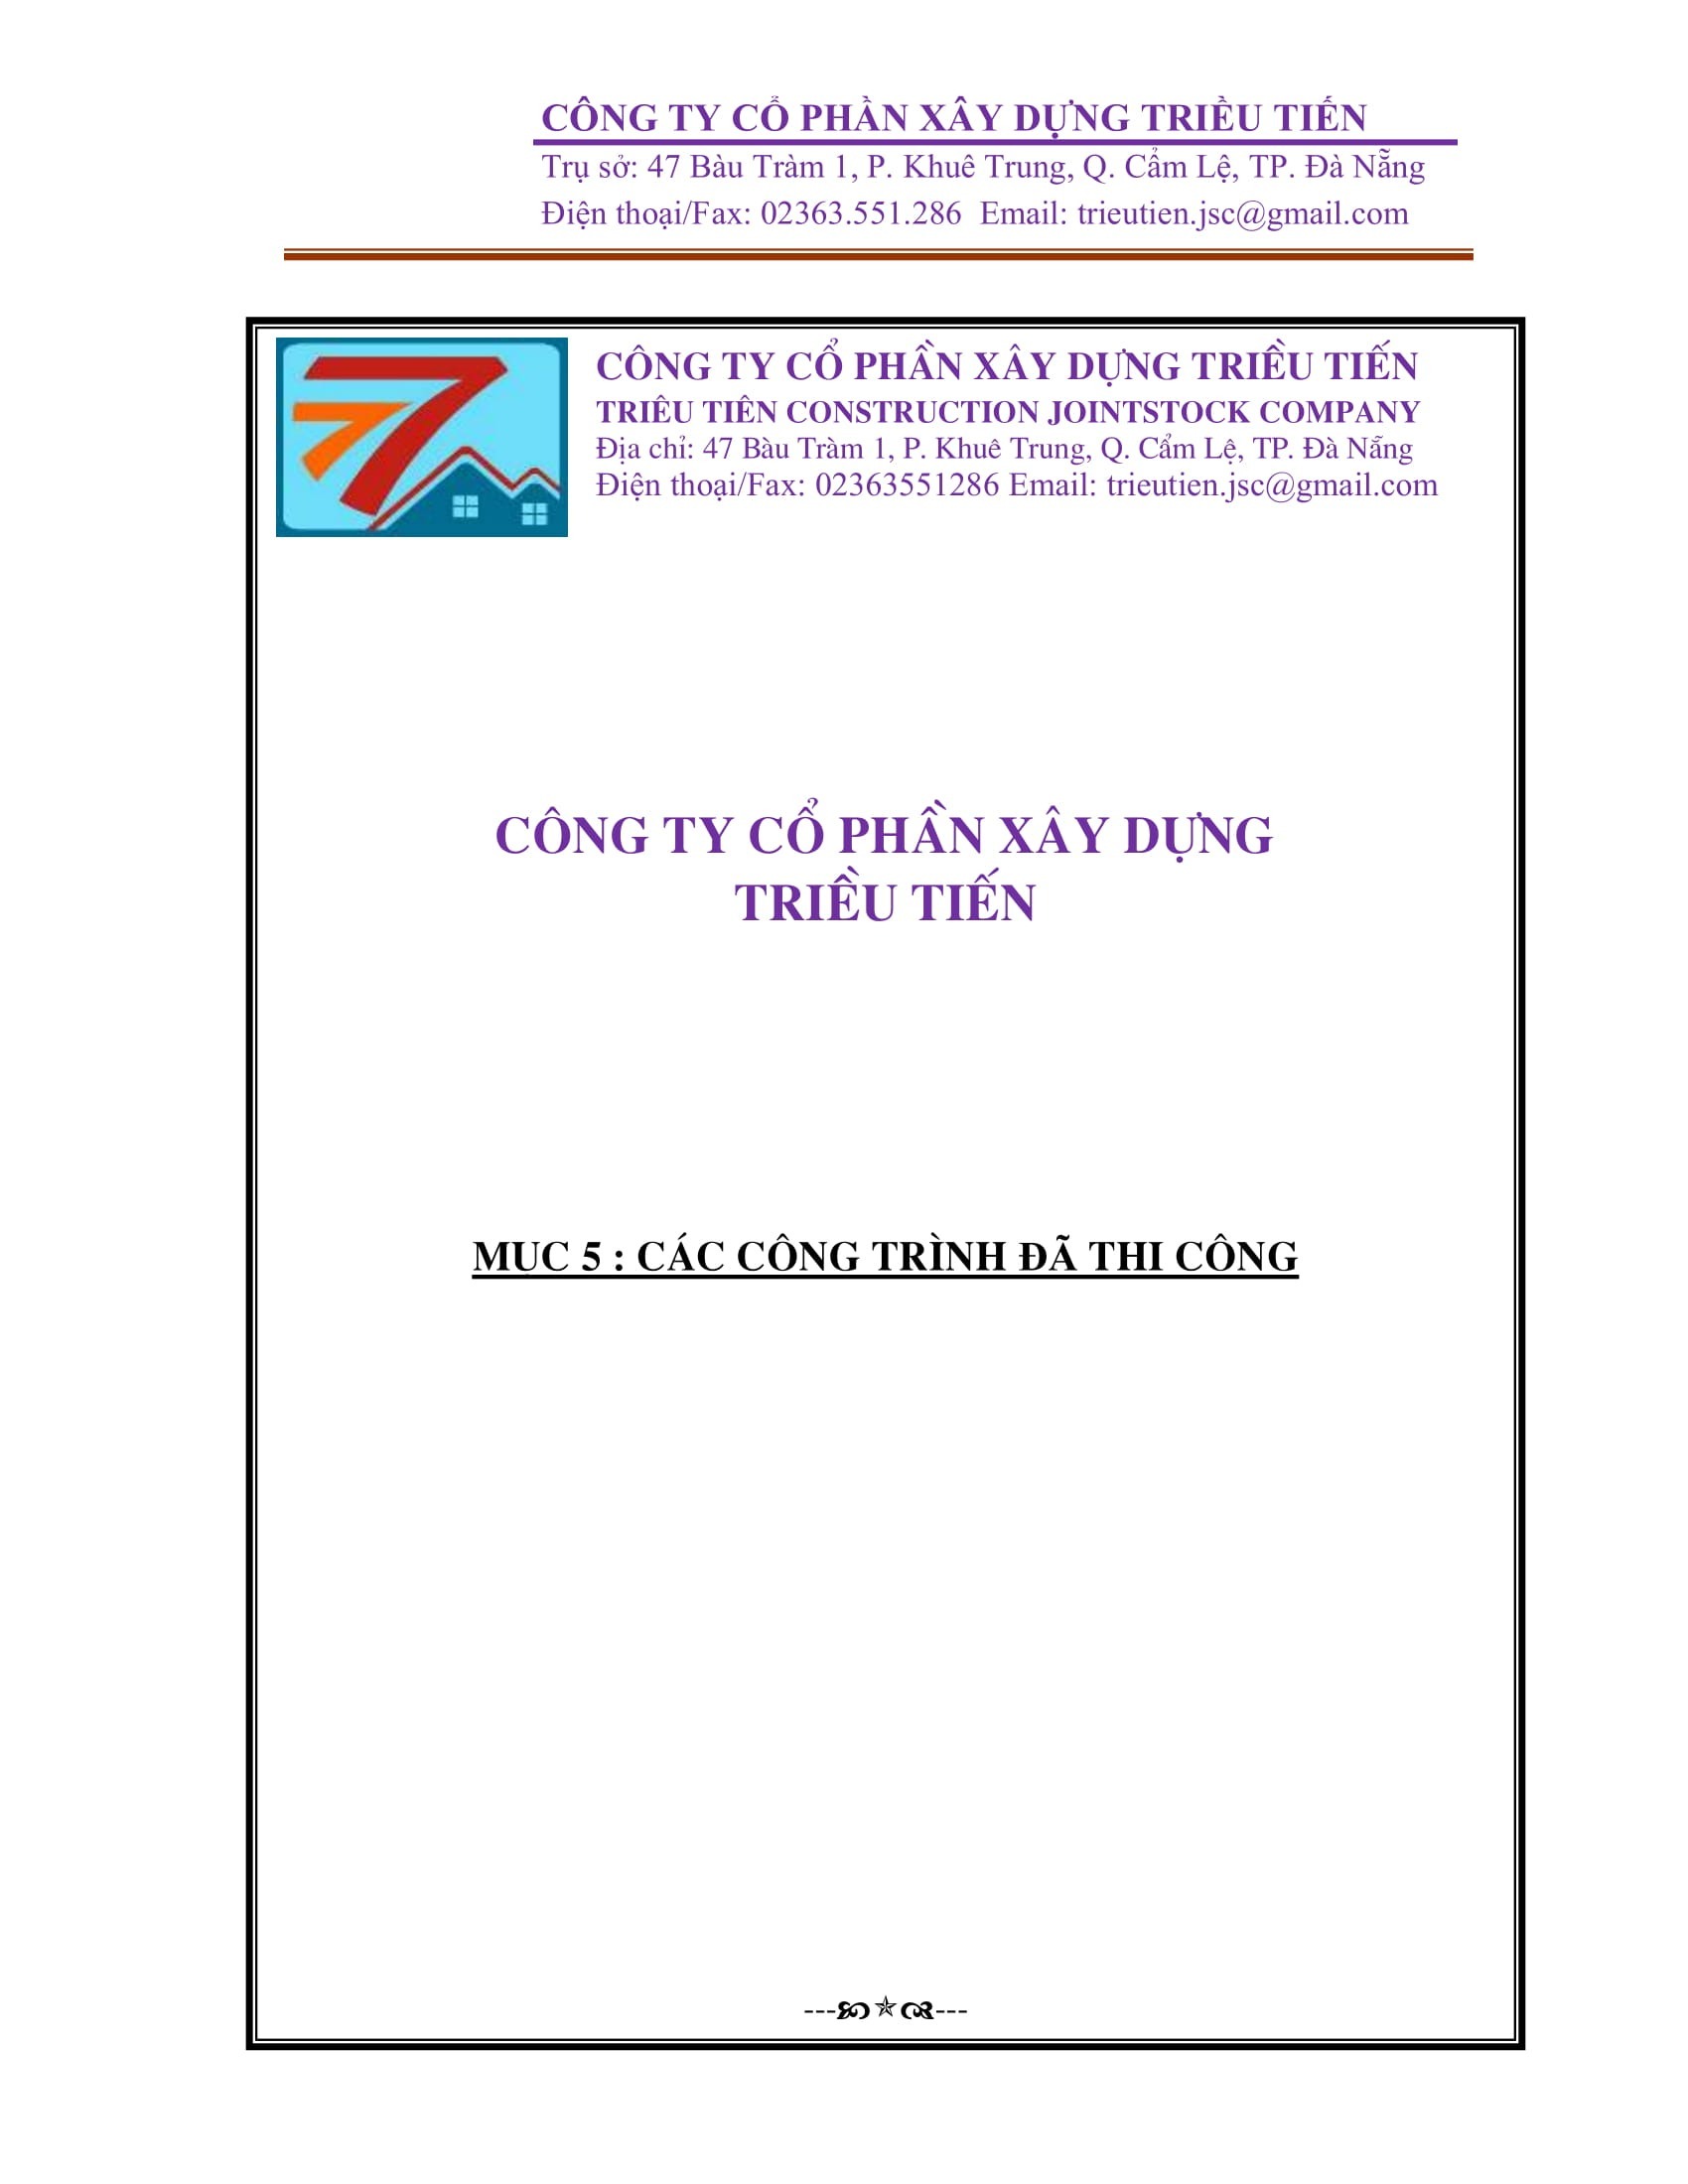 CÔNG TY CỔ PHẦN XÂY DỰNG TRIỀU TIẾN
Trụ sở: 47 Bàu Tràm 1, P. Khuê Trung, Q. Cẩm Lệ, TP. Đà Nẵng
Điện thoại/Fax: 02363.551.286 Email: trieutien.jsc@gmail.com
CÔNG TY CỔ PHẦN XÂY DỰNG TRIỀU TIẾN
TRIÊU TIÊN CONSTRUCTION JOINTSTOCK COMPANY
Địa chỉ: 47 Bàu Tràm 1, P. Khuê Trung, Q. Cẩm Lệ, TP. Đà Nẵng
Điện thoại/Fax: 02363551286 Email: trieutien.jsc@gmail.com
CÔNG TY CỔ PHẦN XÂY DỰNG
TRIỀU TIẾN
MỤC 5 : CÁC CÔNG TRÌNH ĐÃ THI CÔNG